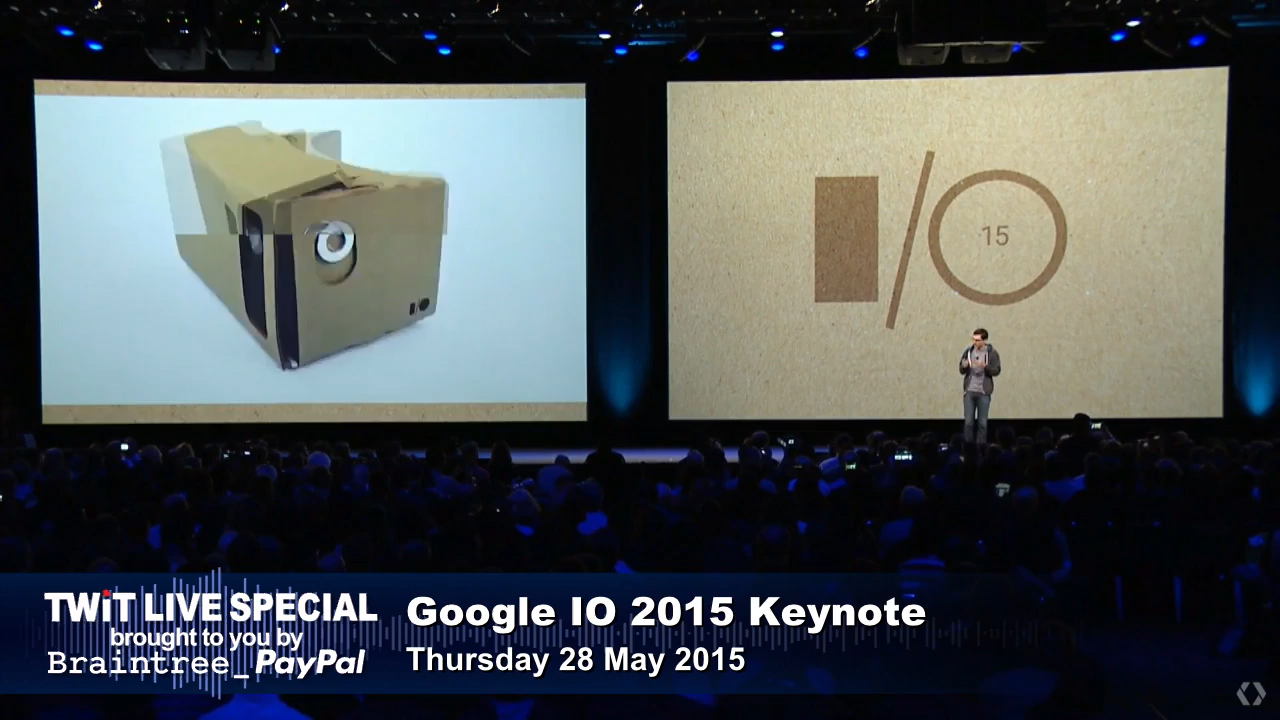 I/O
15
TWiT LIVE SPECIAL
brought to you by
Braintree_PayPal
Google IO 2015 Keynote
Thursday 28 May 2015